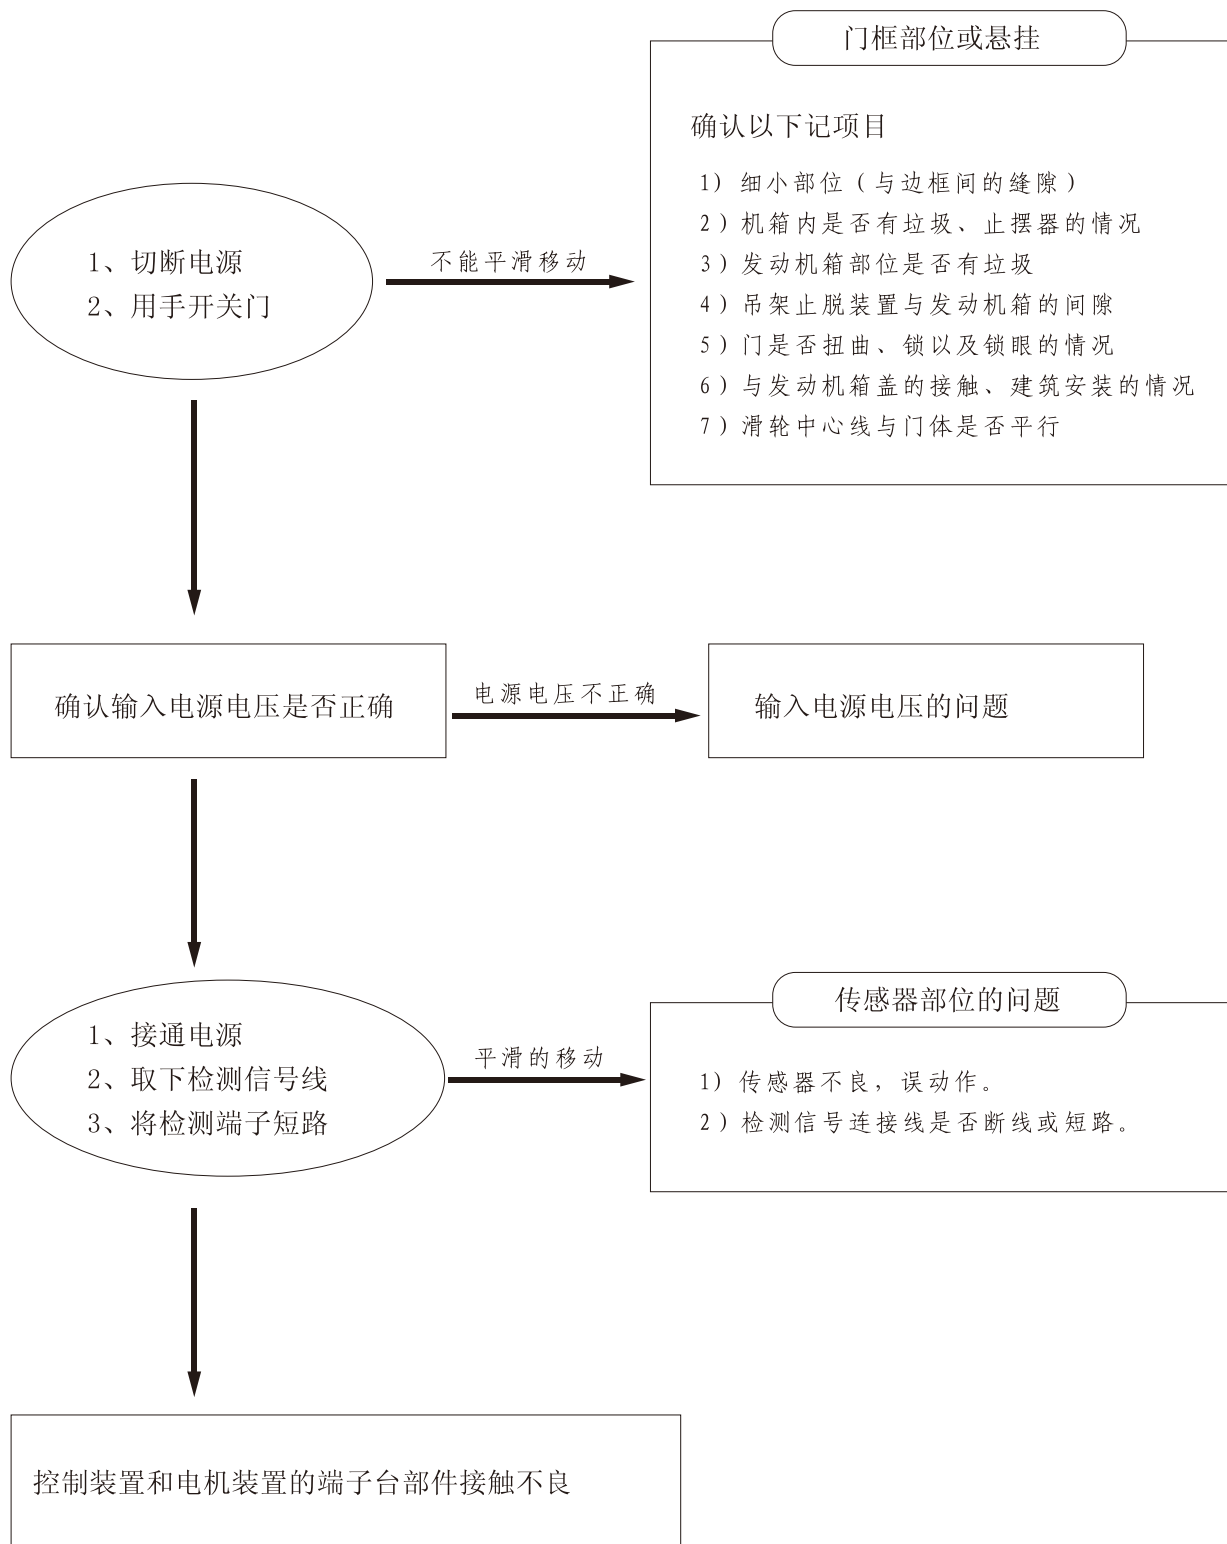 门框部位或悬挂
确认以下记项目
1）细小部位（与边框间的缝隙）
2）机箱内是否有垃圾、止摆器的情况
3）发动机箱部位是否有垃圾
4）吊架止脱装置与发动机箱的间隙
5）门是否扭曲、锁以及锁眼的情况
6）与发动机箱盖的接触、建筑安装的情况
7）滑轮中心线与门体是否平行
1、切断电源
2、用手开关门
不能平滑移动
确认输入电源电压是否正确
电源电压不正确
输入电源电压的问题
1、接通电源
2、取下检测信号线
3、将检测端子短路
平滑的移动
传感器部位的问题
1）传感器不良，误动作。
2）检测信号连接线是否断线或短路。
控制装置和电机装置的端子台部件接触不良